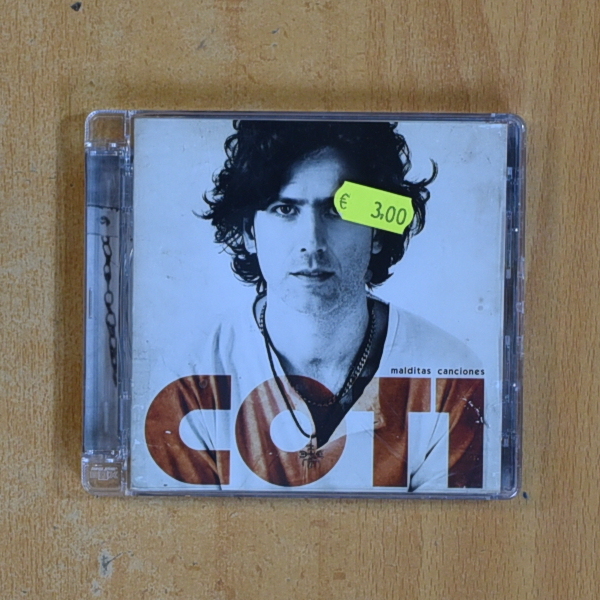 € 3,00
malditas canciones
COTI